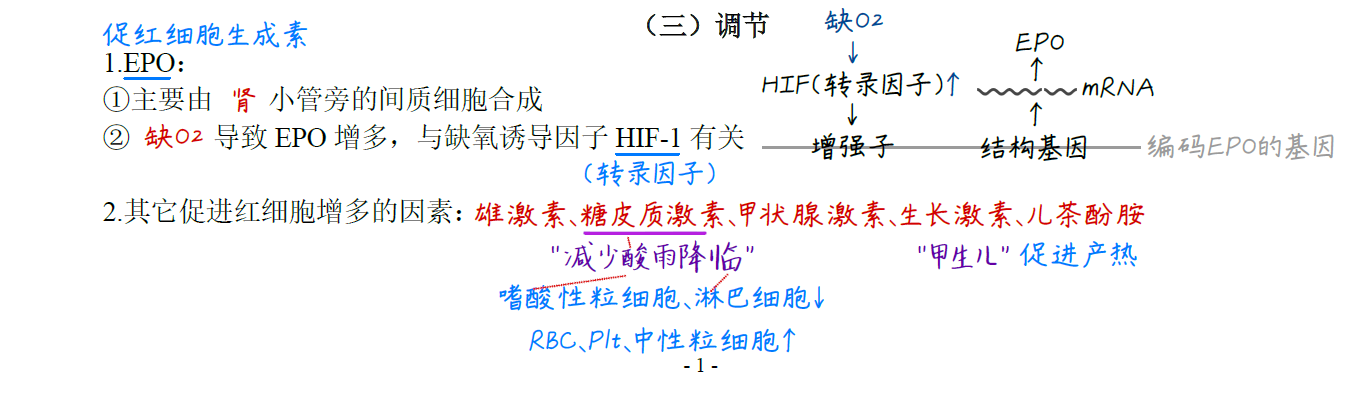 （三）调节
促红细胞生成素
1.EPO：
①主要由 肾 小管旁的间质细胞合成
② 缺O2 导致 EPO 增多，与缺氧诱导因子 HIF-1 有关
(转录因子)
缺O2
↓
HIF(转录因子)↑
↓
增强子
EPO
↑
mRNA
↑
结构基因
编码EPO的基因
2.其它促进红细胞增多的因素：雄激素、糖皮质激素、甲状腺激素、生长激素、儿茶酚胺
"减少酸雨降临" "甲生儿" 促进产热
嗜酸性粒细胞、淋巴细胞↓
RBC、Plt、中性粒细胞↑
- 1 -